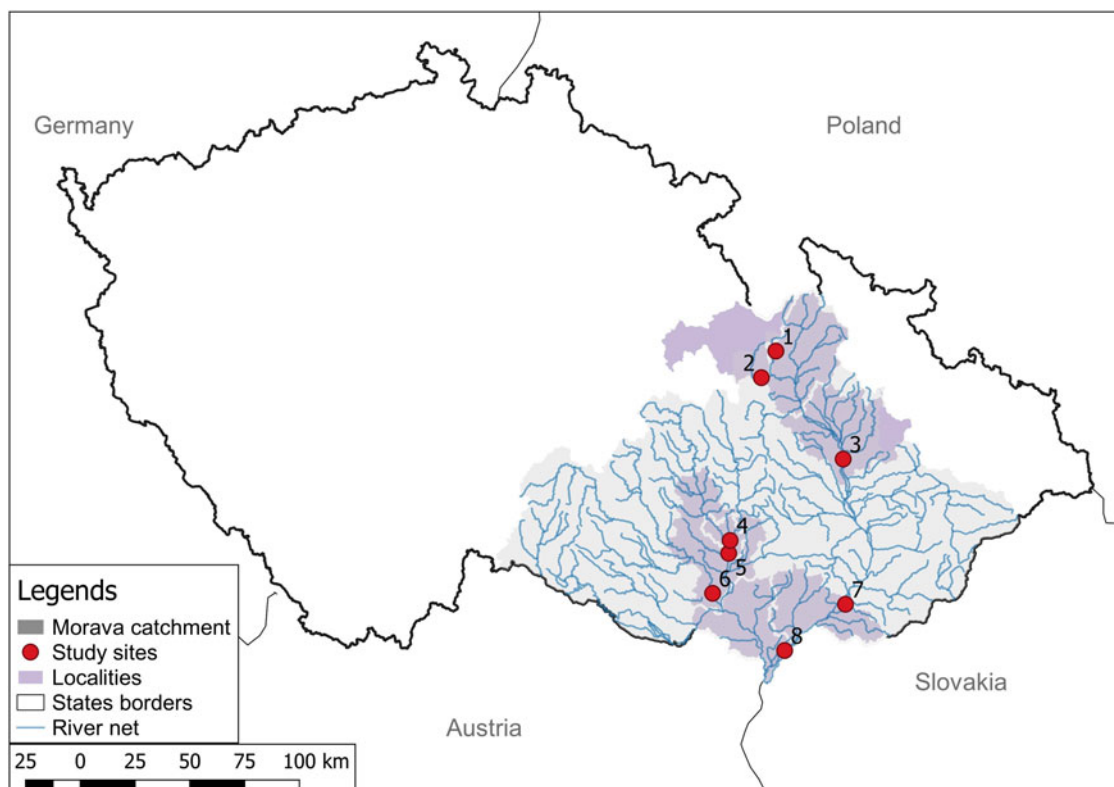 Germany
Poland
1
2
3
4
5
6
7
8
Slovakia
Austria
Legends
Morava catchment
Study sites
Localities
States borders
River net
25 0 25 50 75 100 km